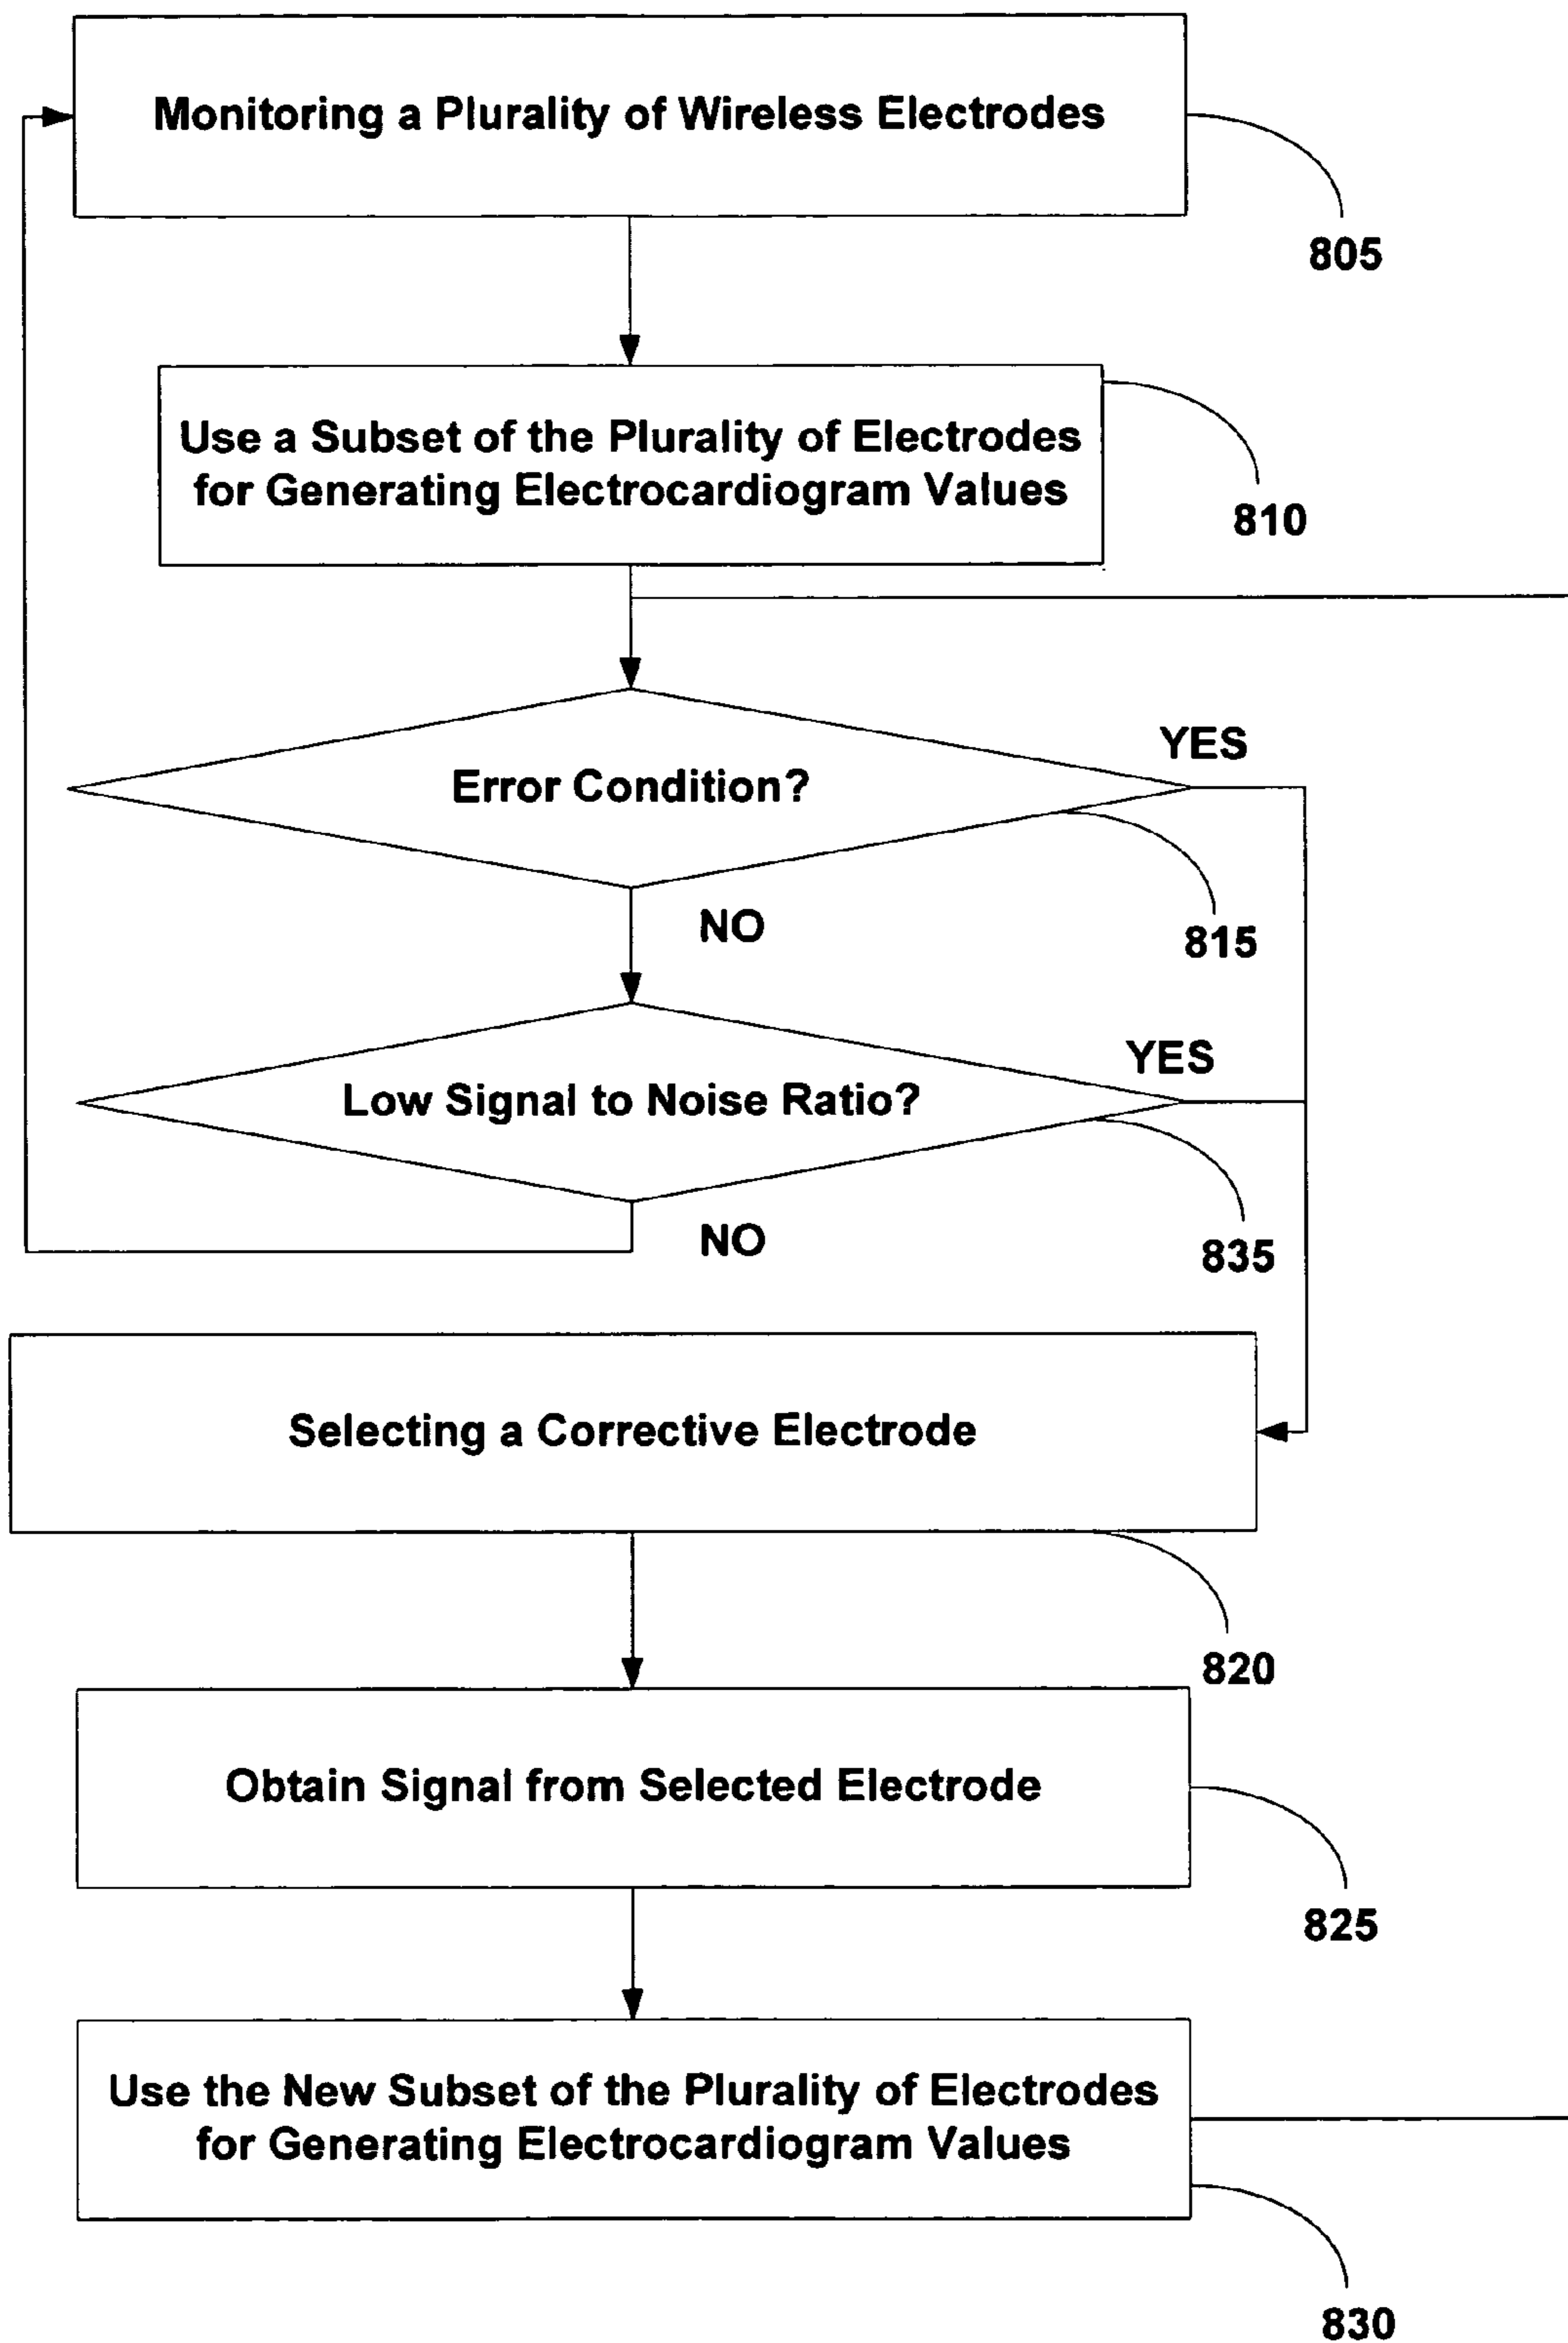 Monitoring a Plurality of Wireless Electrodes
805
Use a Subset of the Plurality of Electrodes
for Generating Electrocardiogram Values
810
YES
Error Condition?
NO
815
YES
Low Signal to Noise Ratio?
NO
835
Selecting a Corrective Electrode
820
Obtain Signal from Selected Electrode
825
Use the New Subset of the Plurality of Electrodes
for Generating Electrocardiogram Values
830